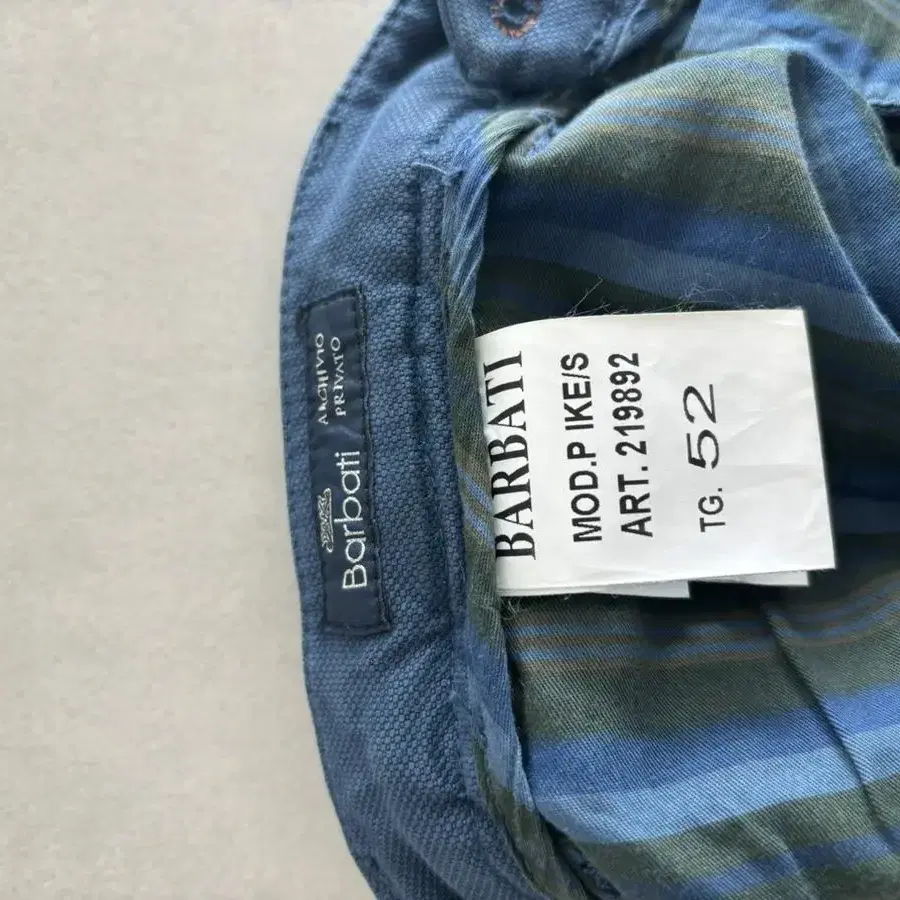 ARCHIVIO
PRIVATO
Barbati
BARBATI
MOD.P IKE/S
ART. 219892
TG. 52